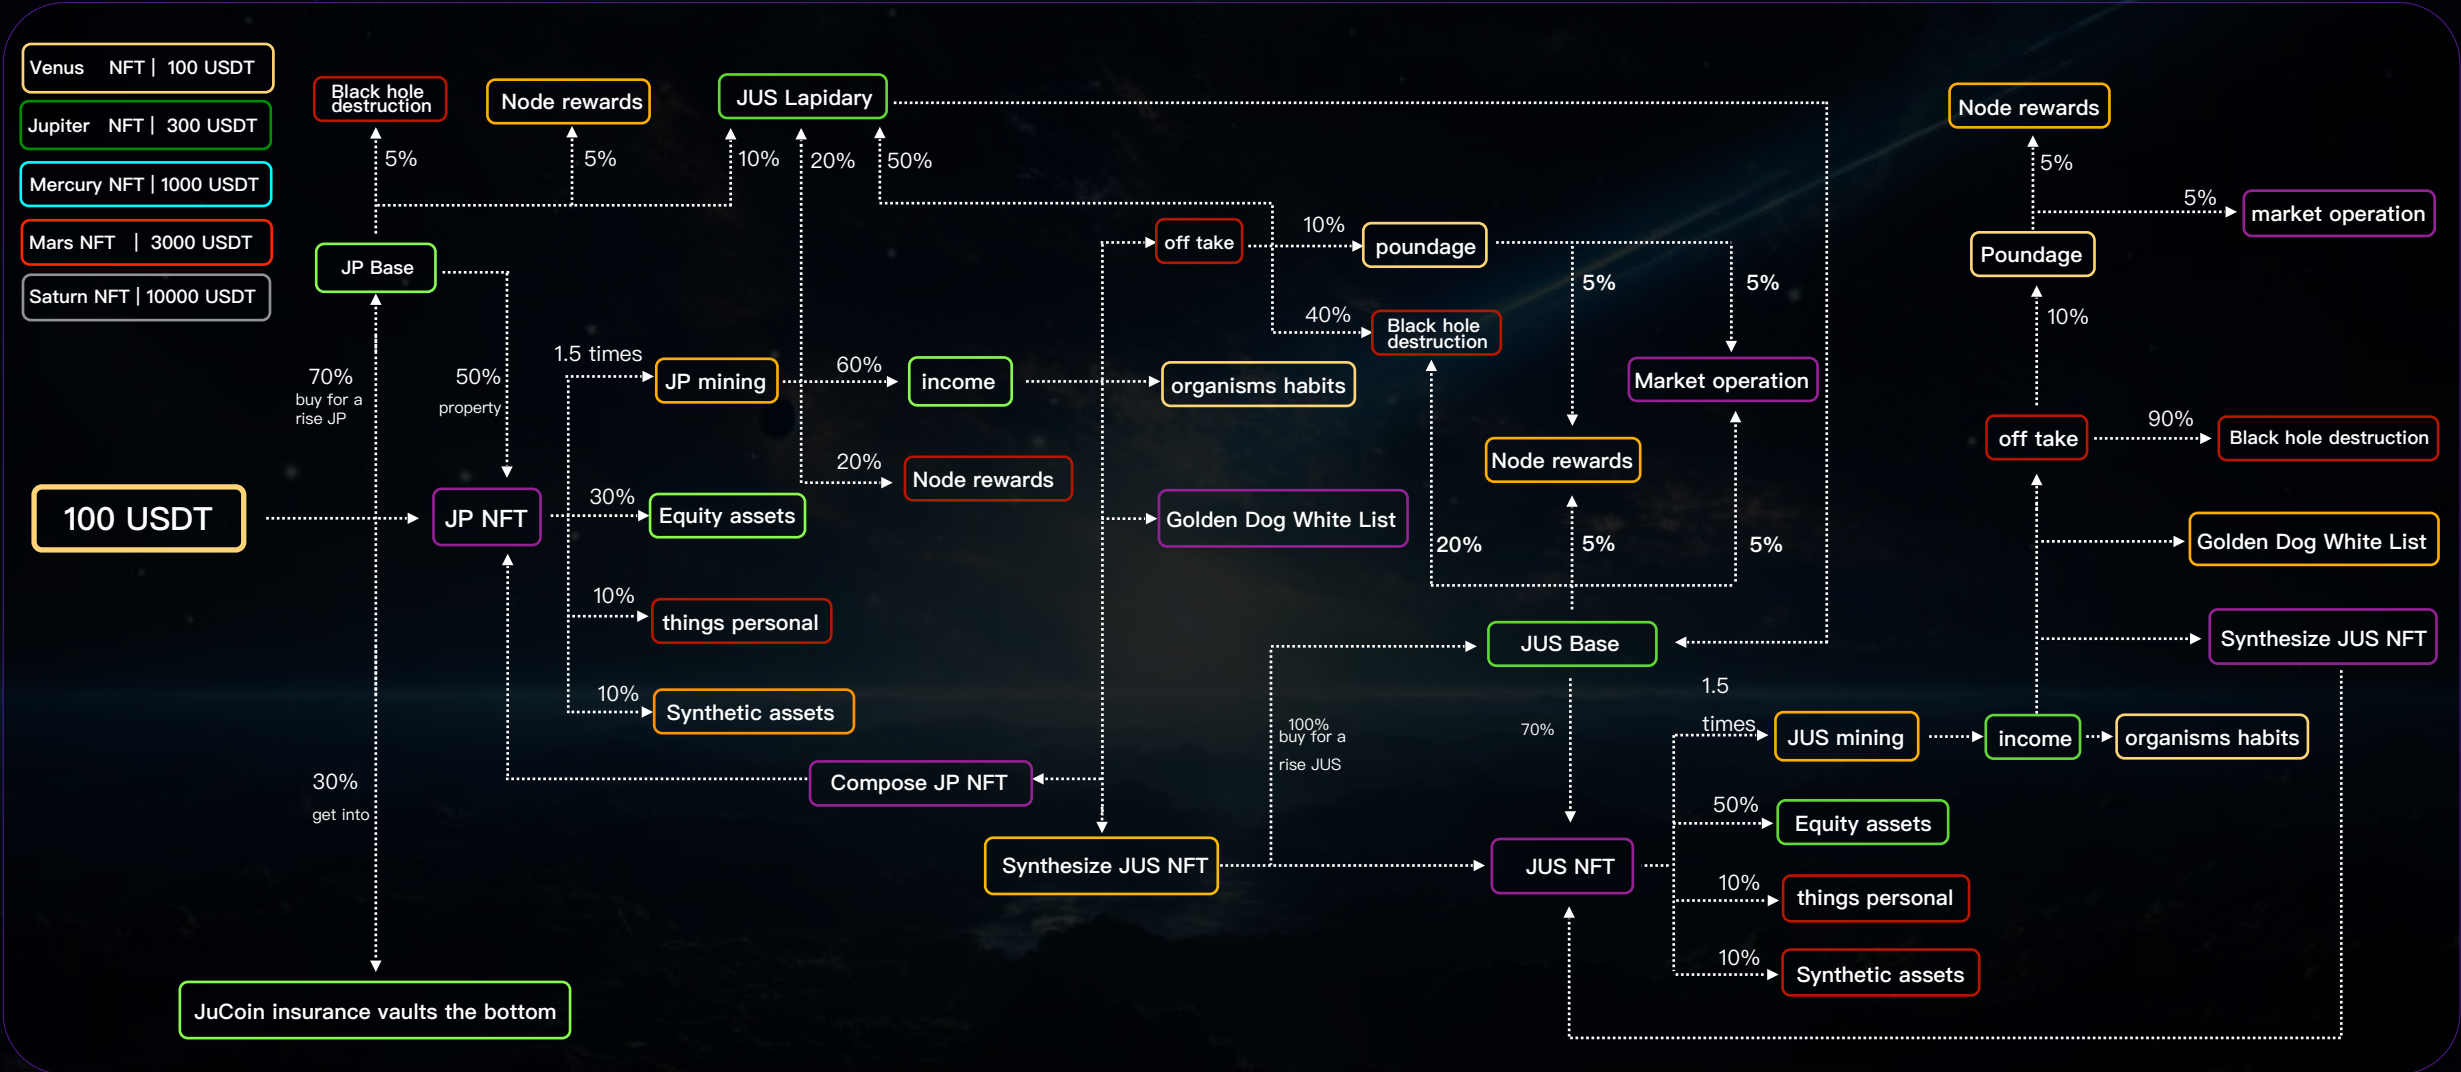 Venus NFT | 100 USDT
Jupiter NFT | 300 USDT
Mercury NFT | 1000 USDT
Mars NFT | 3000 USDT
Saturn NFT | 10000 USDT
Black hole
destruction
Node rewards
JUS Lapidary
5%
5%
10%
20%
50%
JP Base
70%
buy for a
rise JP
50%
property
100 USDT
JP NFT
30%
get into
JuCoin insurance vaults the bottom
1.5 times
JP mining
30%
Equity assets
10%
things personal
10%
Synthetic assets
60%
income
20%
Node rewards
Compose JP NFT
off take
10%
poundage
40%
Black hole
destruction
organisms habits
Golden Dog White List
Synthesize JUS NFT
5%
5%
Market operation
Node rewards
20%
5%
5%
JUS Base
100%
buy for a
rise JUS
70%
JUS NFT
1.5
times
JUS mining
50%
Equity assets
10%
things personal
10%
Synthetic assets
income
organisms habits
Node rewards
5%
5%
market operation
Poundage
10%
off take
90%
Black hole destruction
Golden Dog White List
Synthesize JUS NFT